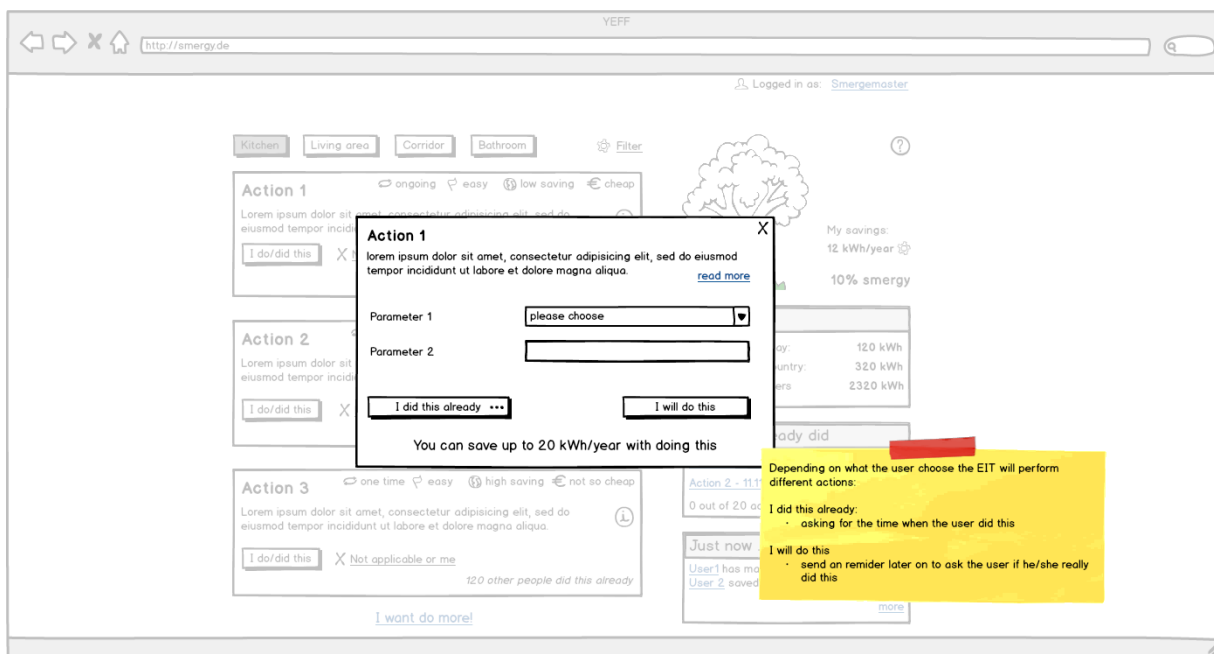 YEFF
http://smergy.de
Logged in as: Smergemaster
Kitchen
Living area
Corridor
Bathroom
Filter
?
Action 1
ongoing easy low saving € cheap
Lorem ipsum dolor sit amet, consectetur adipisicing elit, sed do
eiusmod tempor incidi
I do/did this
X
My savings:
12 kWh/year
10% smergy
Action 1
X
lorem ipsum dolor sit amet, consectetur adipisicing elit, sed do eiusmod
tempor incididunt ut labore et dolore magna aliqua.
read more
Parameter 1
please choose
Parameter 2
I did this already •••
I will do this
You can save up to 20 kWh/year with doing this
Action 2
Lorem ipsum dolor sit
eiusmod tempor incidi
I do/did this
X
ay: 120 kWh
untry: 320 kWh
ers 2320 kWh
ady did
Action 2 - 11.1
0 out of 20 ac
Action 3
one time easy high saving € not so cheap
Lorem ipsum dolor sit amet, consectetur adipisicing elit, sed do
eiusmod tempor incididunt ut labore et dolore magna aliqua.
i
I do/did this
X Not applicable or me
120 other people did this already
I want do more!
Just now
User1 has ma
User 2 saved
more
Depending on what the user choose the EIT will perform
different actions:
I did this already:
· asking for the time when the user did this
I will do this
· send an remider later on to ask the user if he/she really
did this